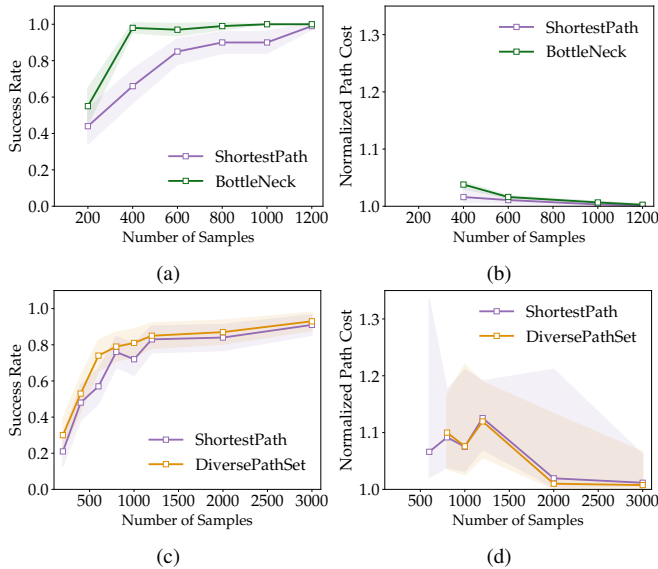 1.0
0.8
0.6
0.4
0.2
0.0
Success Rate
ShortestPath
BottleNeck
200 400 600 800 1000 1200
Number of Samples
(a)
1.3
1.2
1.1
1.0
Normalized Path Cost
ShortestPath
BottleNeck
200 400 600 800 1000 1200
Number of Samples
(b)
1.0
0.8
0.6
0.4
0.2
0.0
Success Rate
ShortestPath
DiversePathSet
500 1000 1500 2000 2500 3000
Number of Samples
(c)
1.3
1.2
1.1
1.0
Normalized Path Cost
ShortestPath
DiversePathSet
500 1000 1500 2000 2500 3000
Number of Samples
(d)